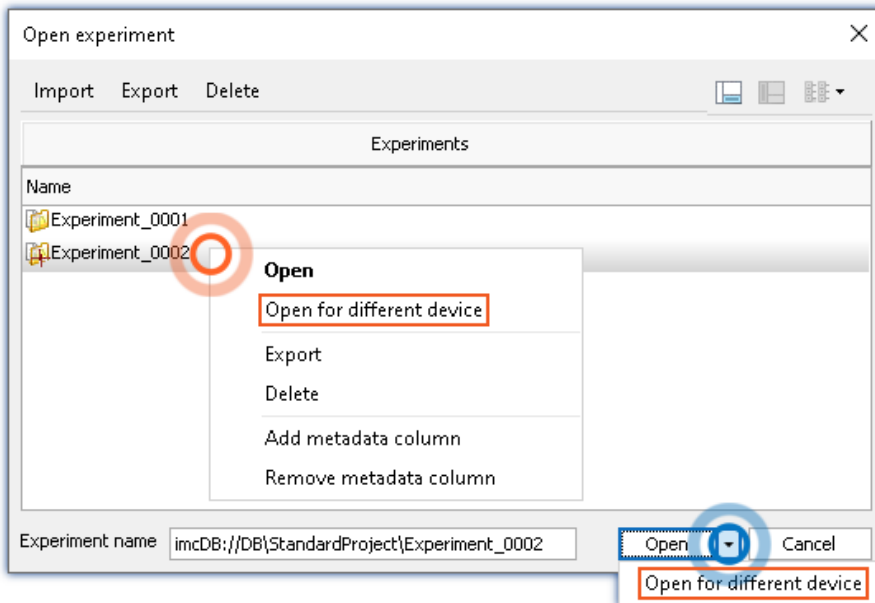 Open experiment
Import Export Delete
Experiments
Name
Experiment_0001
Experiment_0002
Open
Open for different device
Export
Delete
Add metadata column
Remove metadata column
Experiment name imcDB://DB\StandardProject\Experiment_0002 Open Cancel
Open for different device